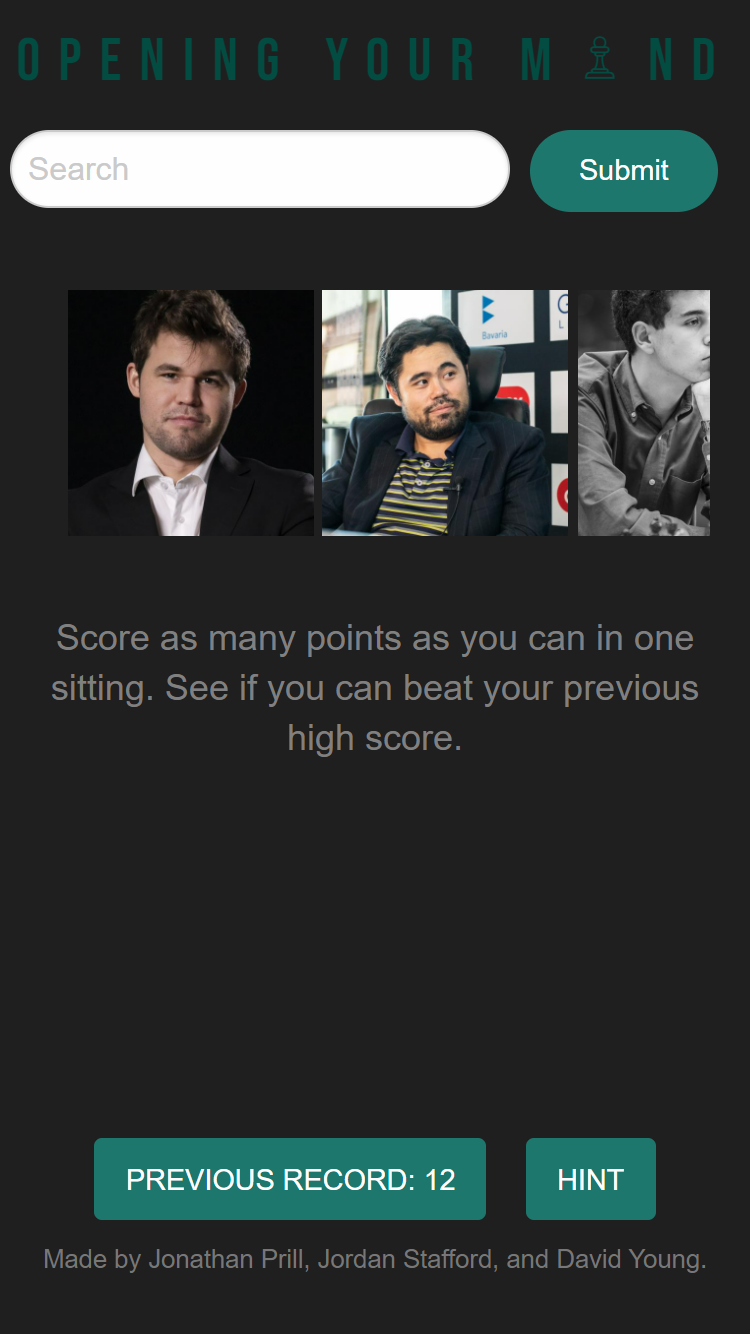 OPENING YOUR M ND
Search
Submit
Bavaria
G
L
Score as many points as you can in one
sitting. See if you can beat your previous
high score.
PREVIOUS RECORD: 12
HINT
Made by Jonathan Prill, Jordan Stafford, and David Young.